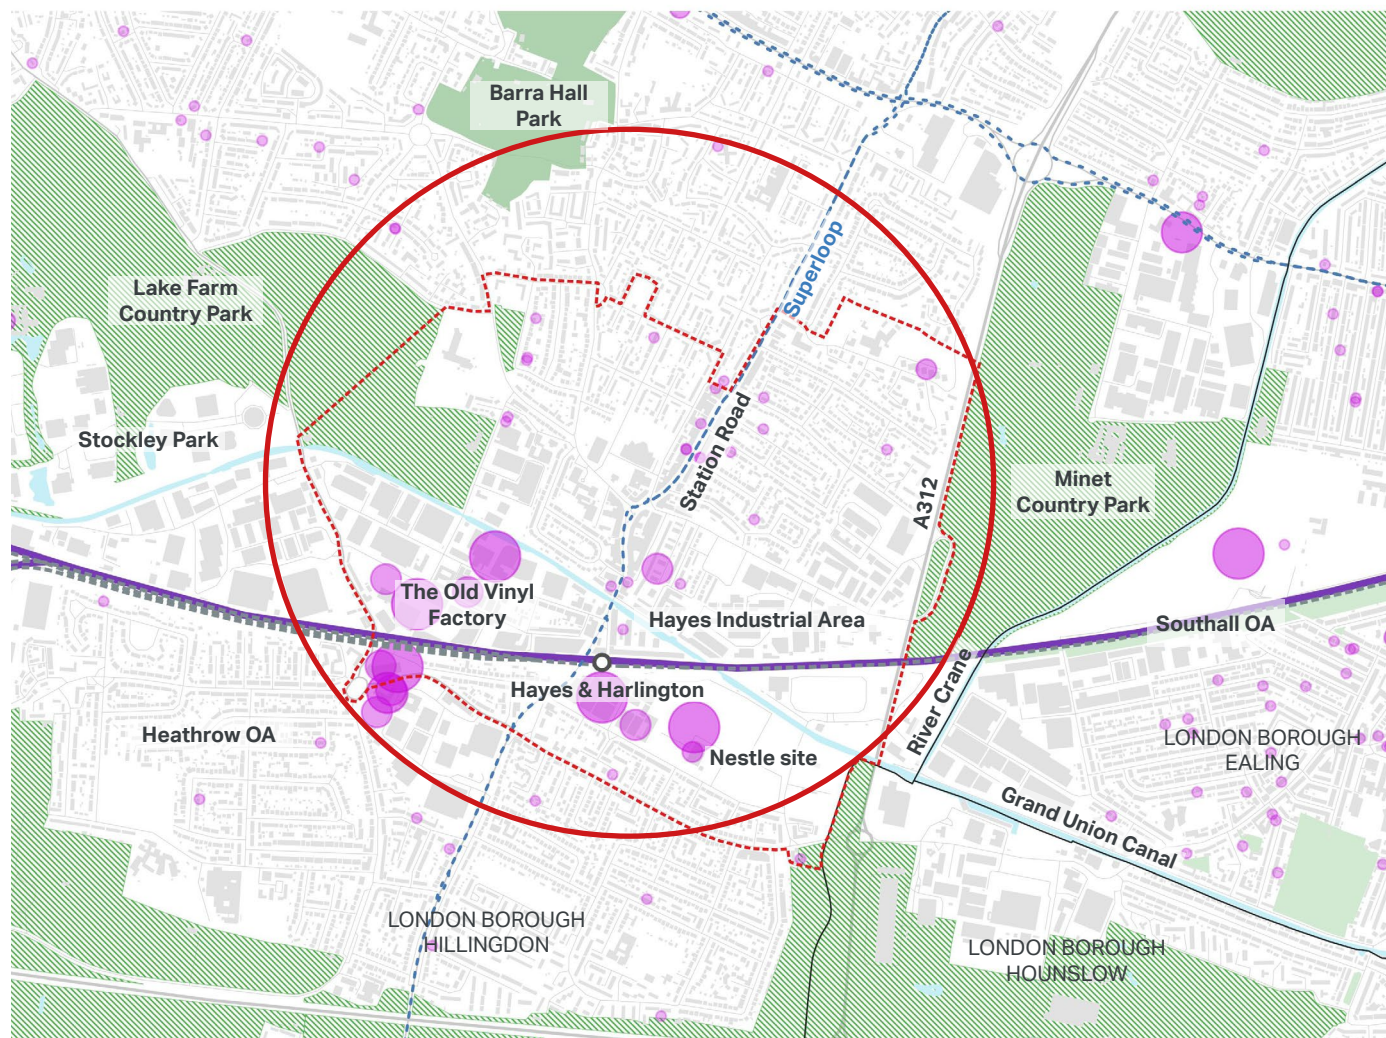 Barra Hall
Park
Superloop
Lake Farm
Country Park
Stockley Park
Station Road
A312
Minet
Country Park
The Old Vinyl
Factory
Hayes Industrial Area
Southall OA
Hayes & Harlington
River Crane
Heathrow OA
Nestle site
LONDON BOROUGH
EALING
Grand Union Canal
LONDON BOROUGH
HILLINGDON
LONDON BOROUGH
HOUNSLOW